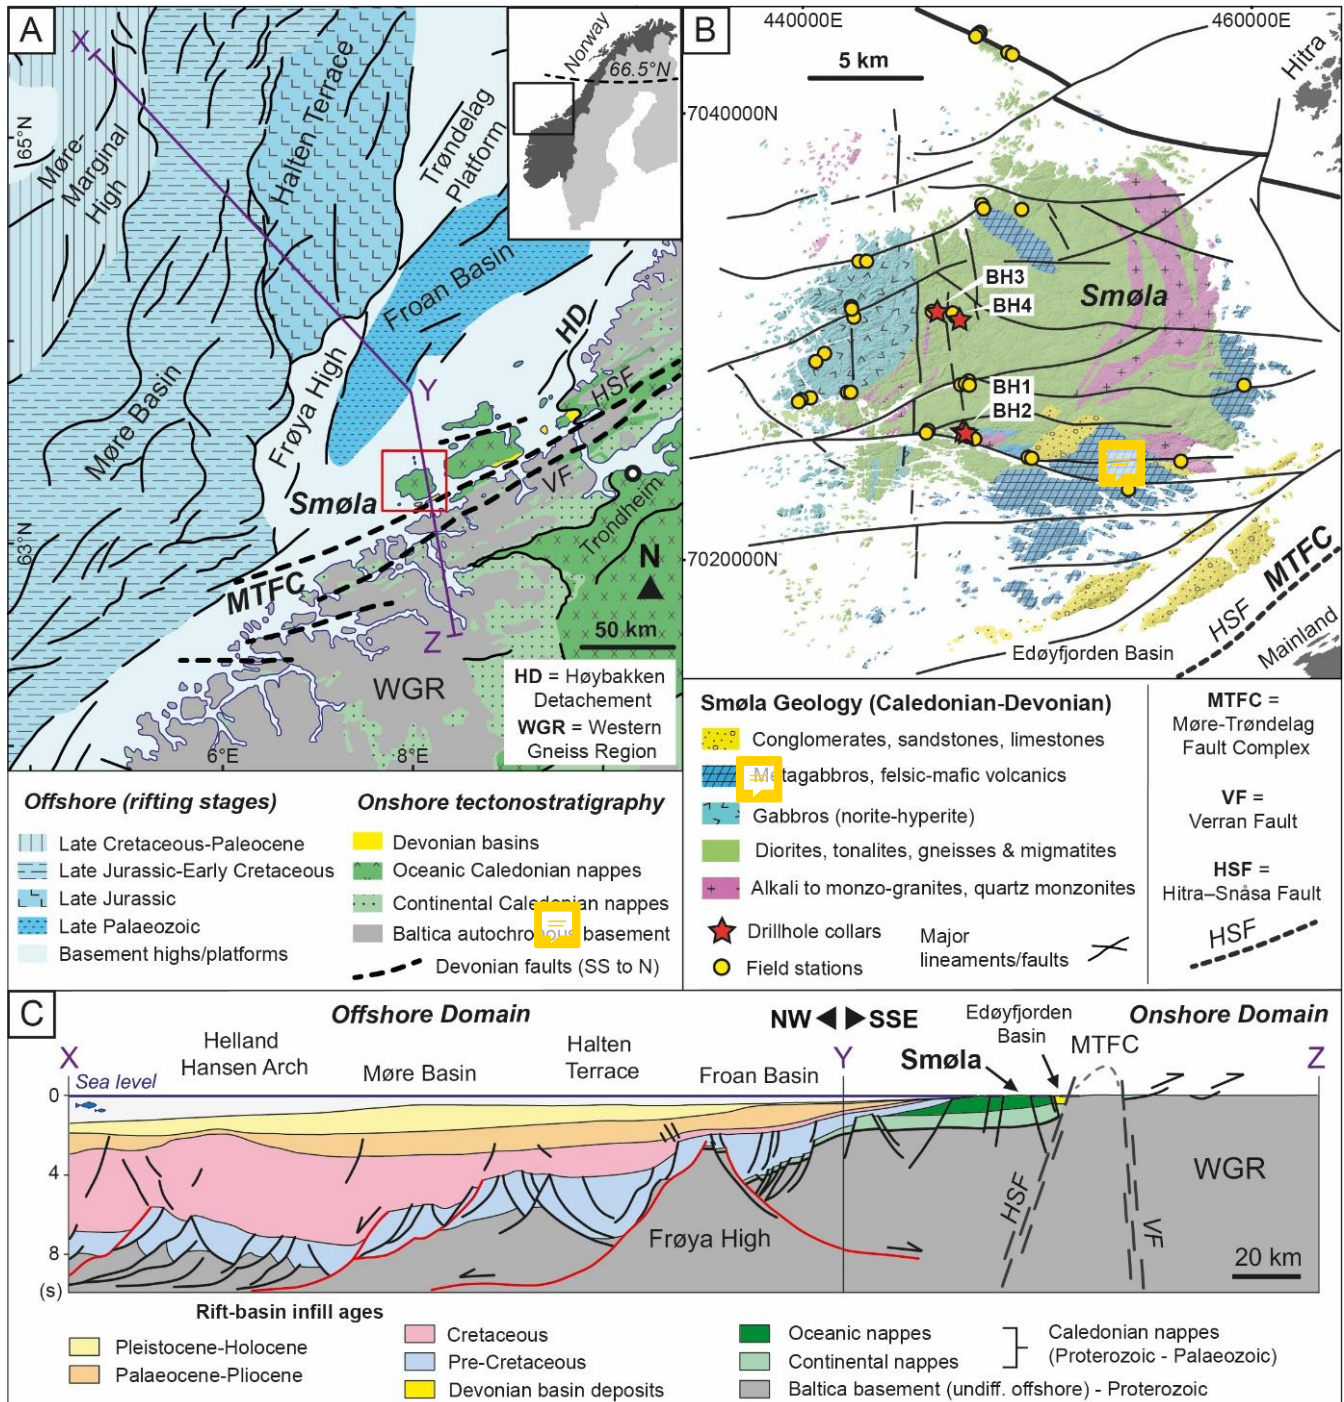 A
X
Norway
66.5°N
65°N
Møre-
Marginal
High
Halten Terrace
Trøndelag
Platform
Froan Basin
HD
HSF
Møre Basin
Frøya High
Y
Smøla
VF
Trondheim
63°N
MTFC
N
Z
50 km
WGR
6°E
8°E
HD = Høybakken
Detachement
WGR = Western
Gneiss Region
Offshore (rifting stages)
Late Cretaceous-Paleocene
Late Jurassic-Early Cretaceous
Late Jurassic
Late Palaeozoic
Basement highs/platforms
Onshore tectonostratigraphy
Devonian basins
Oceanic Caledonian nappes
Continental Caledonian nappes
Baltica autochronous basement
Devonian faults (SS to N)
B
440000E
460000E
5 km
Hitra
7040000N
BH3
BH4
Smøla
BH1
BH2
7020000N
MTFC
HSF
Mainland
Edøyfjorden Basin
Smøla Geology (Caledonian-Devonian)
Conglomerates, sandstones, limestones
Metagabbros, felsic-mafic volcanics
Gabbros (norite-hyperite)
Diorites, tonalites, gneisses & migmatites
Alkali to monzo-granites, quartz monzonites
Drillhole collars
Field stations
Major
lineaments/faults
MTFC =
Møre-Trøndelag
Fault Complex
VF =
Verran Fault
HSF =
Hitra–Snåsa Fault
HSF
C
Offshore Domain
NW SSE
Edøyfjorden
Basin
Onshore Domain
X
Helland
Hansen Arch
Møre Basin
Halten
Terrace
Froan Basin
Y
Smøla
MTFC
Z
Sea level
0
4
8
(s)
Frøya High
HSF
VF
WGR
20 km
Rift-basin infill ages
Pleistocene-Holocene
Palaeocene-Pliocene
Cretaceous
Pre-Cretaceous
Devonian basin deposits
Oceanic nappes
Continental nappes
Caledonian nappes
(Proterozoic - Palaeozoic)
Baltica basement (undiff. offshore) - Proterozoic